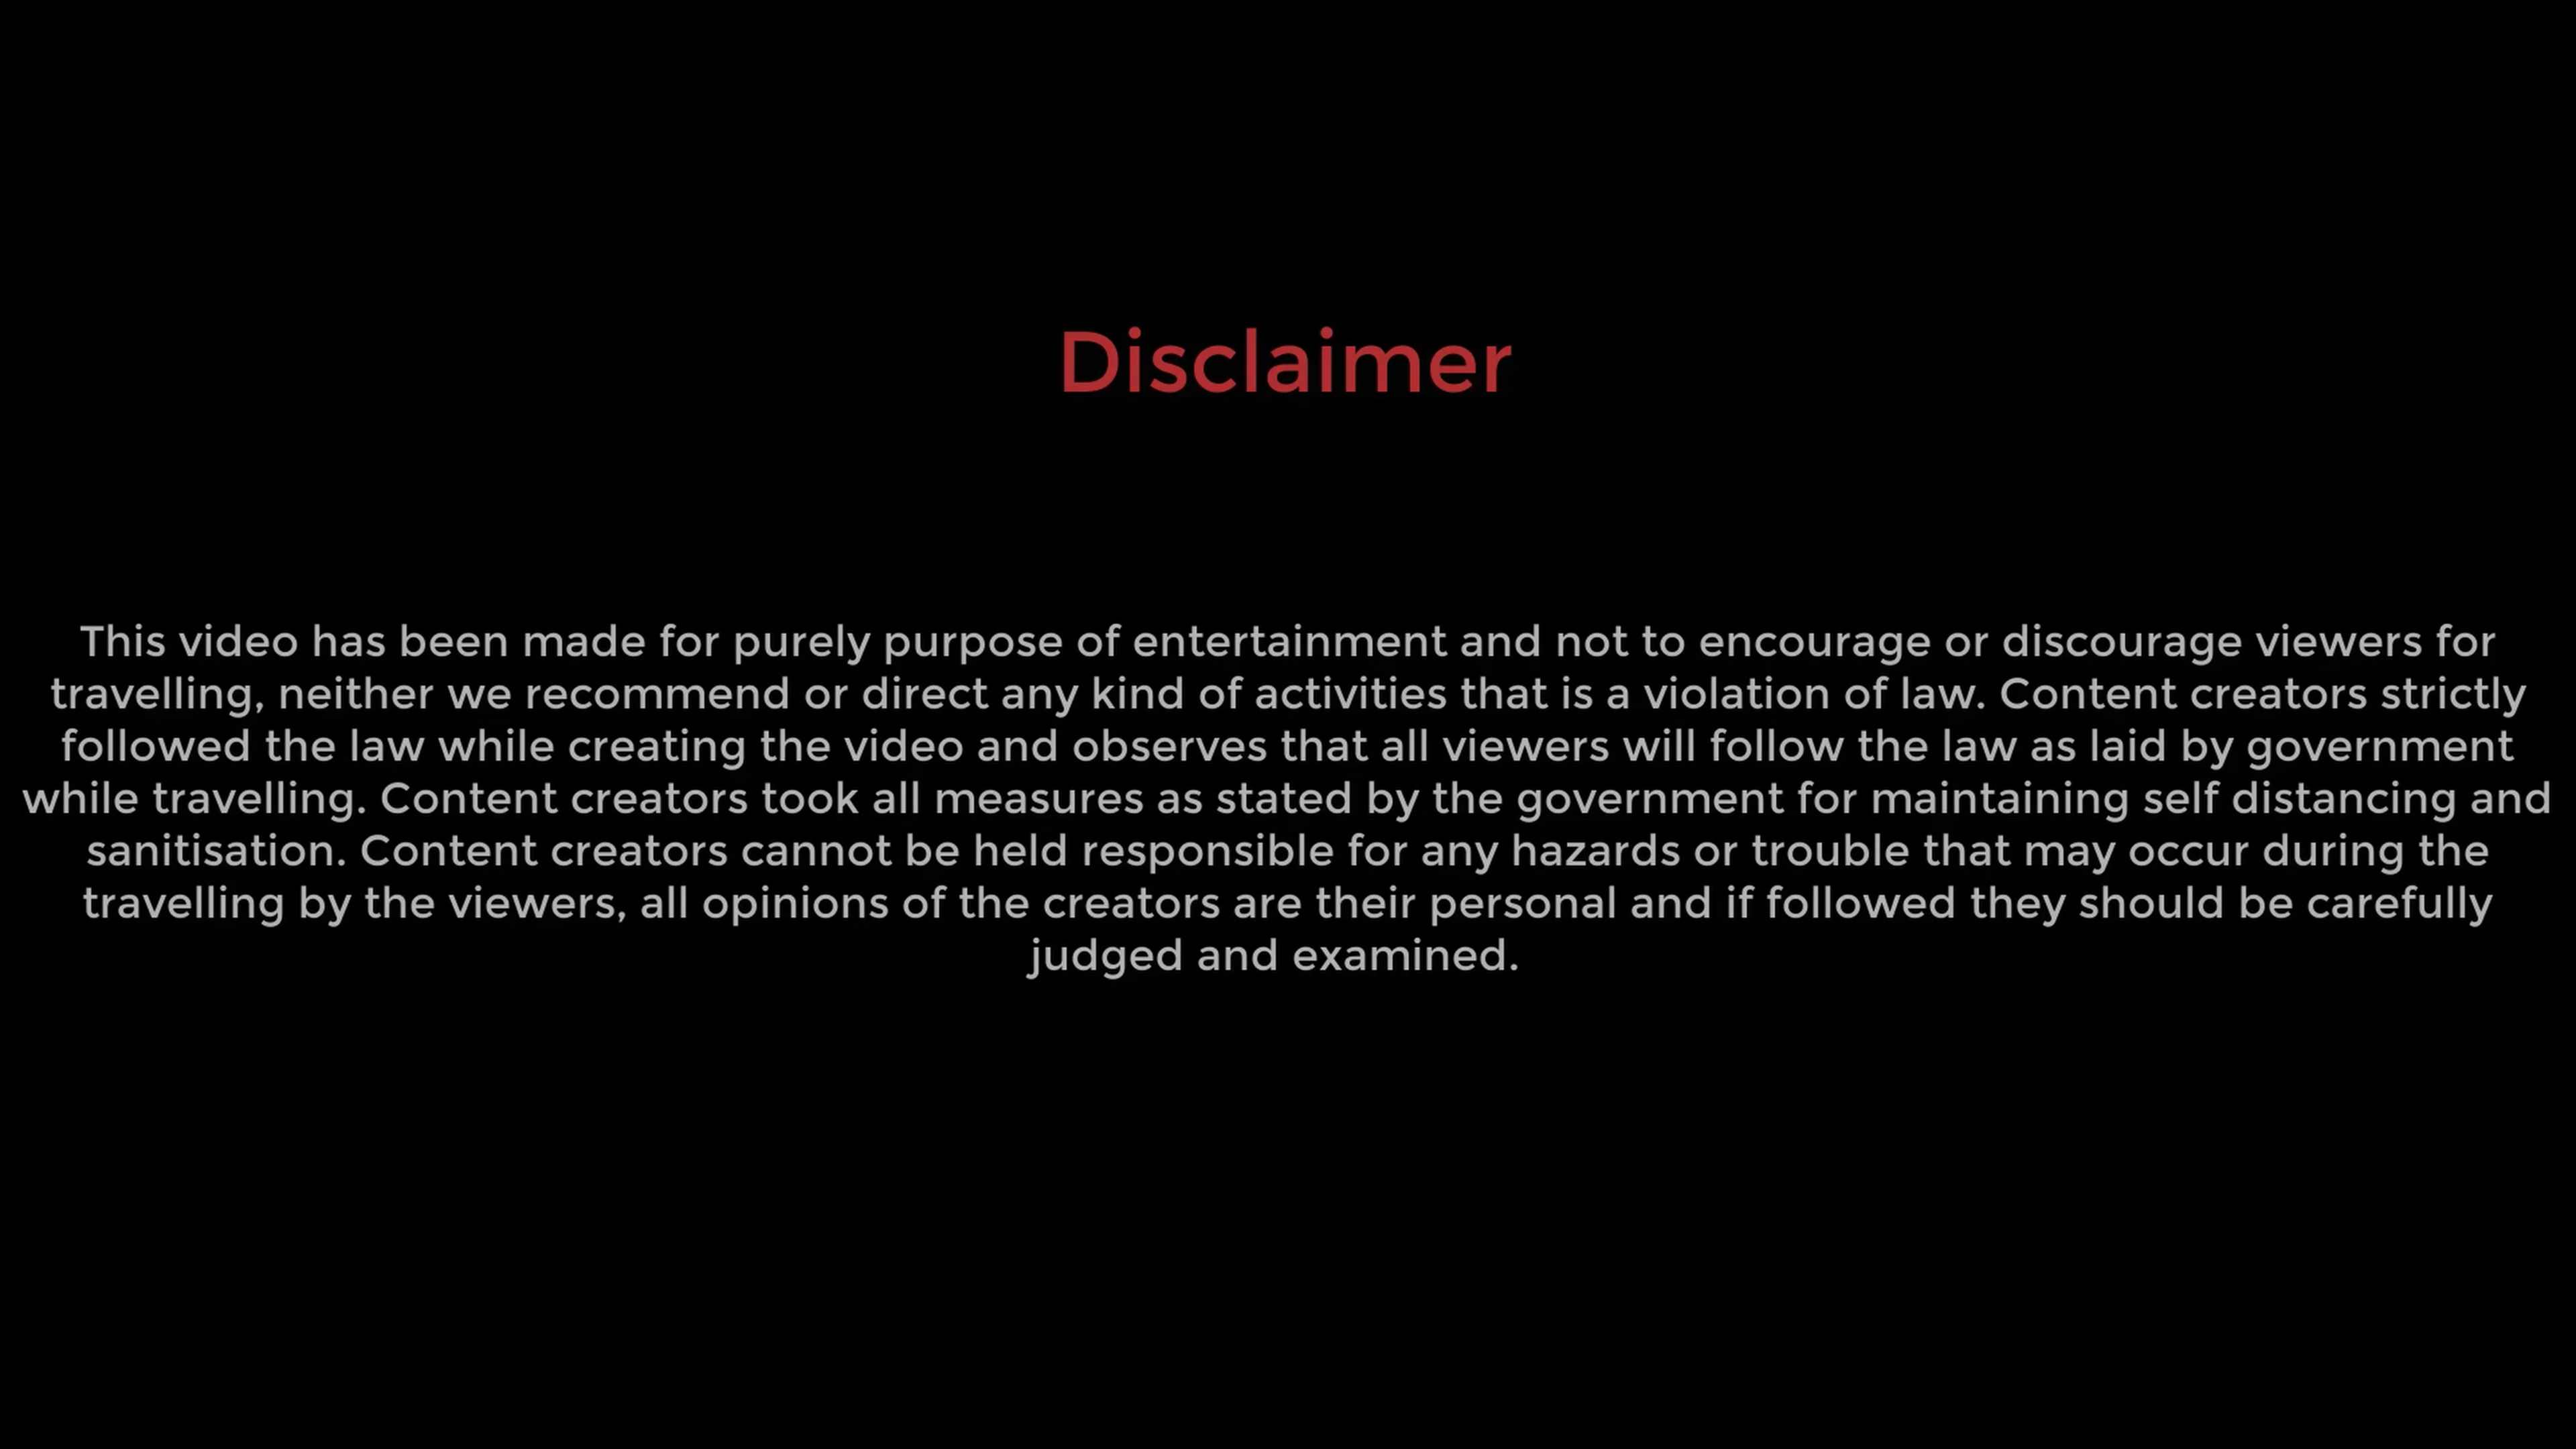 Disclaimer
This video has been made for purely purpose of entertainment and not to encourage or discourage viewers for
travelling, neither we recommend or direct any kind of activities that is a violation of law. Content creators strictly
followed the law while creating the video and observes that all viewers will follow the law as laid by government
while travelling. Content creators took all measures as stated by the government for maintaining self distancing and
sanitisation. Content creators cannot be held responsible for any hazards or trouble that may occur during the
travelling by the viewers, all opinions of the creators are their personal and if followed they should be carefully
judged and examined.